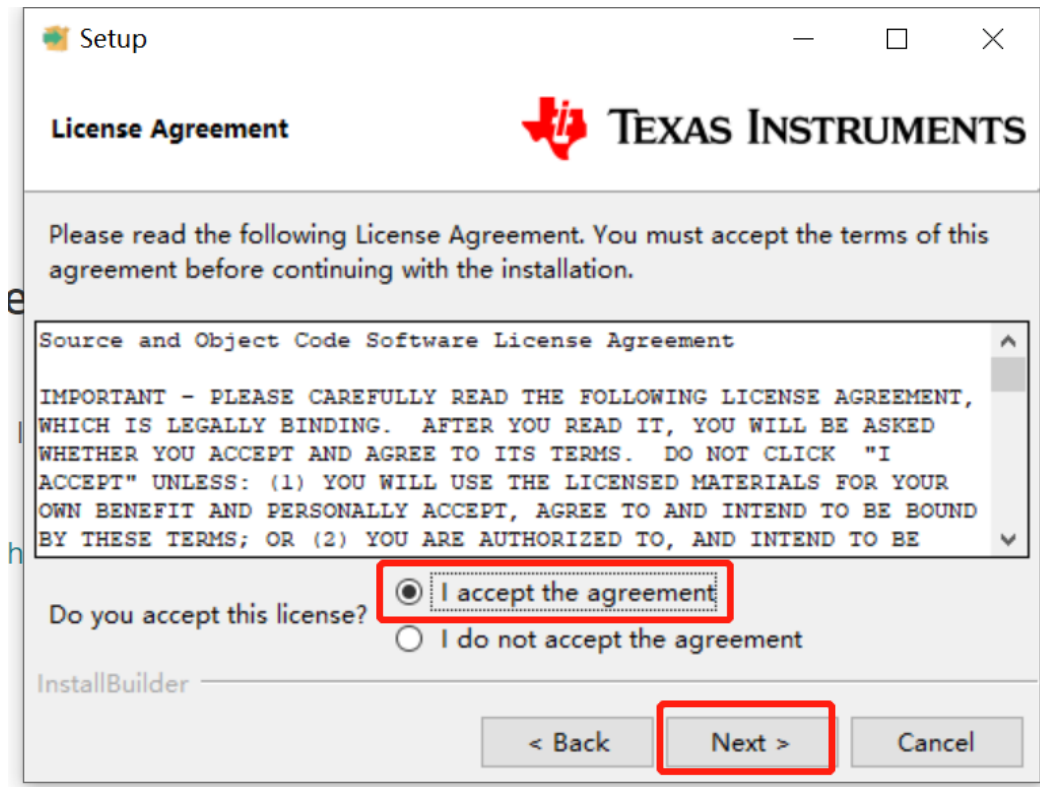 Setup
License Agreement
TEXAS INSTRUMENTS
Please read the following License Agreement. You must accept the terms of this
agreement before continuing with the installation.
e
Source and Object Code Software License Agreement
IMPORTANT - PLEASE CAREFULLY READ THE FOLLOWING LICENSE AGREEMENT,
WHICH IS LEGALLY BINDING.  AFTER YOU READ IT, YOU WILL BE ASKED
WHETHER YOU ACCEPT AND AGREE TO ITS TERMS.  DO NOT CLICK  "I
ACCEPT" UNLESS: (1) YOU WILL USE THE LICENSED MATERIALS FOR YOUR
OWN BENEFIT AND PERSONALLY ACCEPT, AGREE TO AND INTEND TO BE BOUND
BY THESE TERMS; OR (2) YOU ARE AUTHORIZED TO, AND INTEND TO BE
h
I accept the agreement
Do you accept this license?
I do not accept the agreement
InstallBuilder
< Back
Next >
Cancel